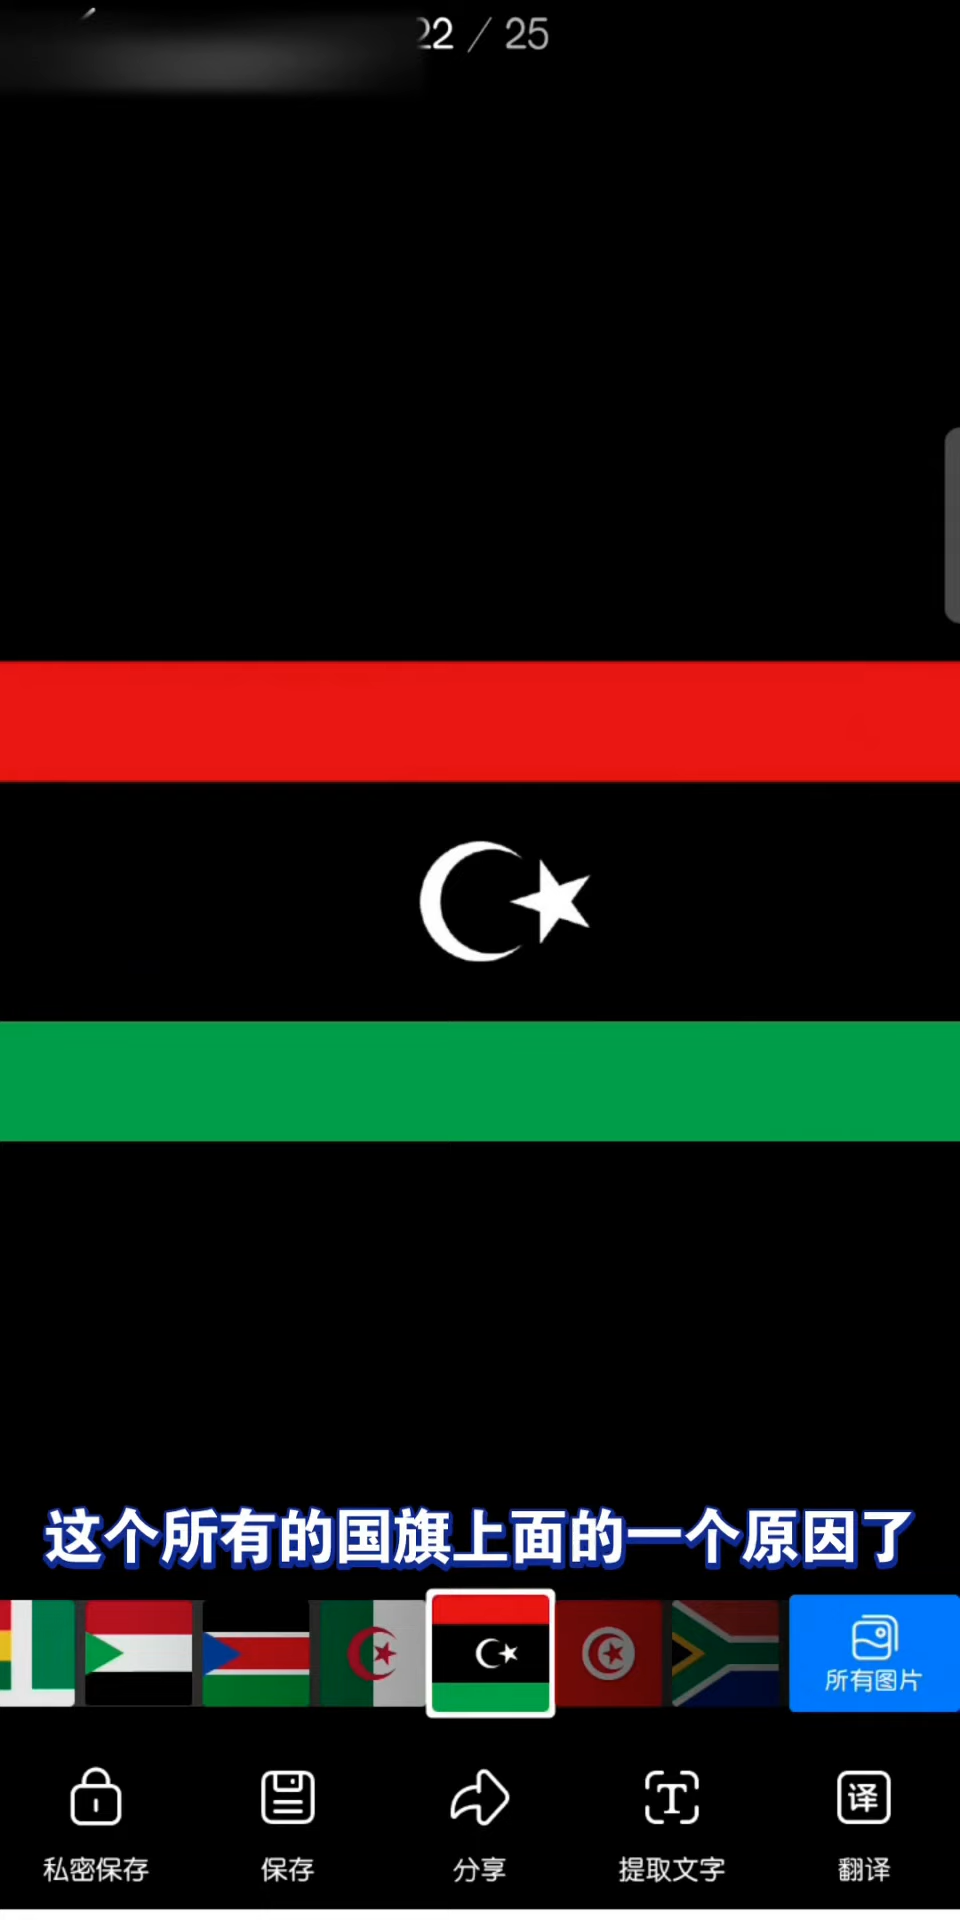 22 / 25
这个所有的国旗上面的一个原因了
所有图片
译
私密保存
保存
分享
提取文字
翻译